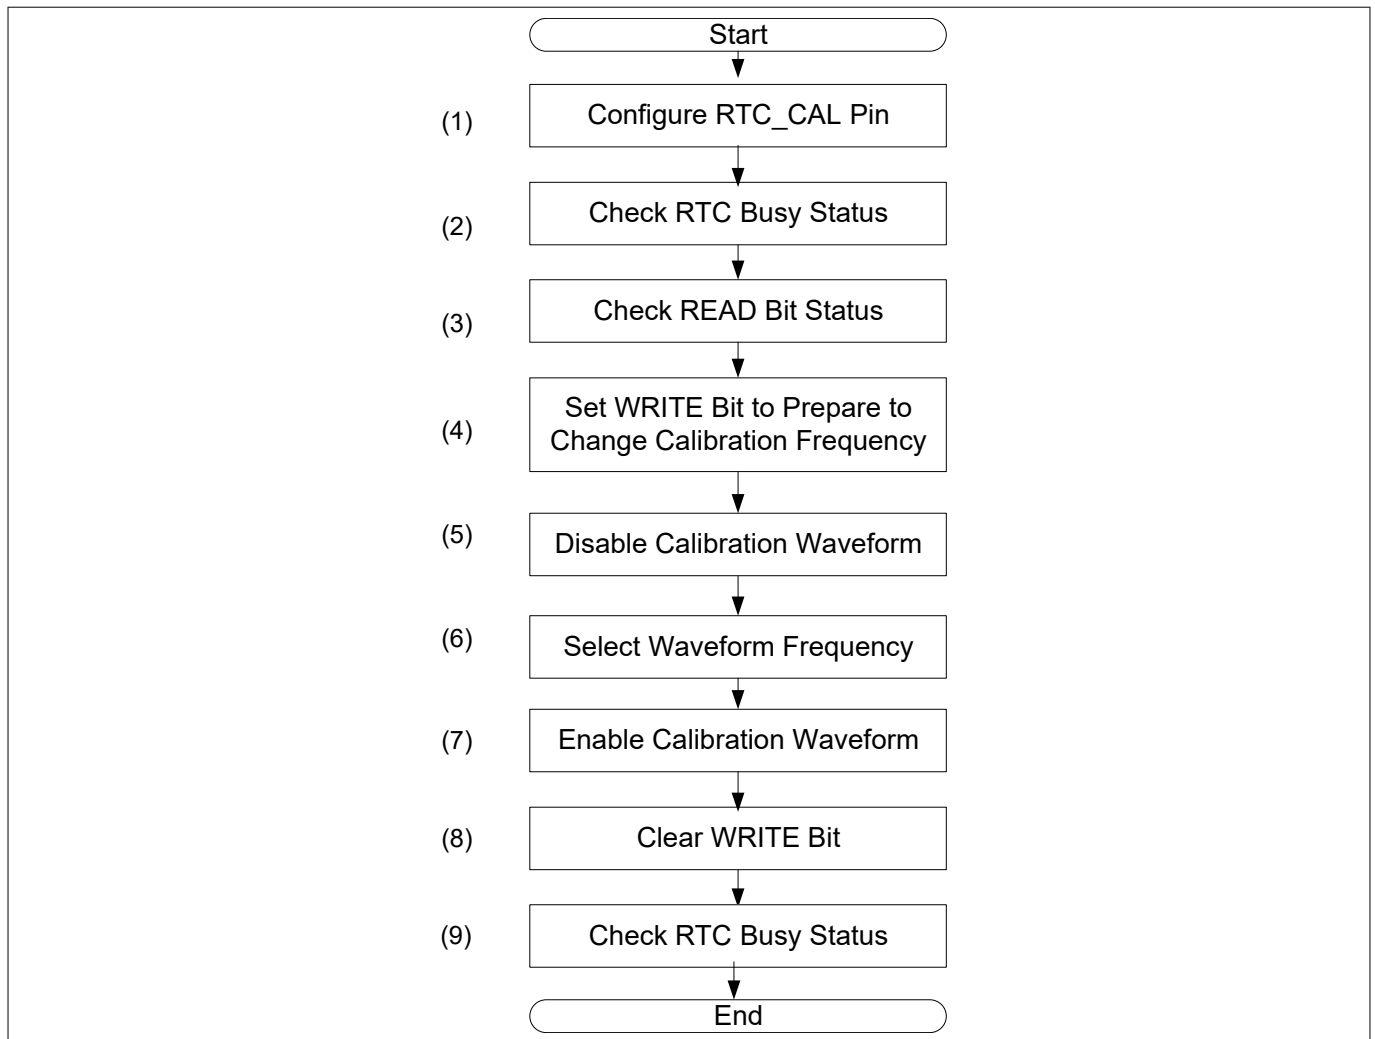 Start
(1)
Configure RTC_CAL Pin
(2)
Check RTC Busy Status
(3)
Check READ Bit Status
(4)
Set WRITE Bit to Prepare to
Change Calibration Frequency
(5)
Disable Calibration Waveform
(6)
Select Waveform Frequency
(7)
Enable Calibration Waveform
(8)
Clear WRITE Bit
(9)
Check RTC Busy Status
End